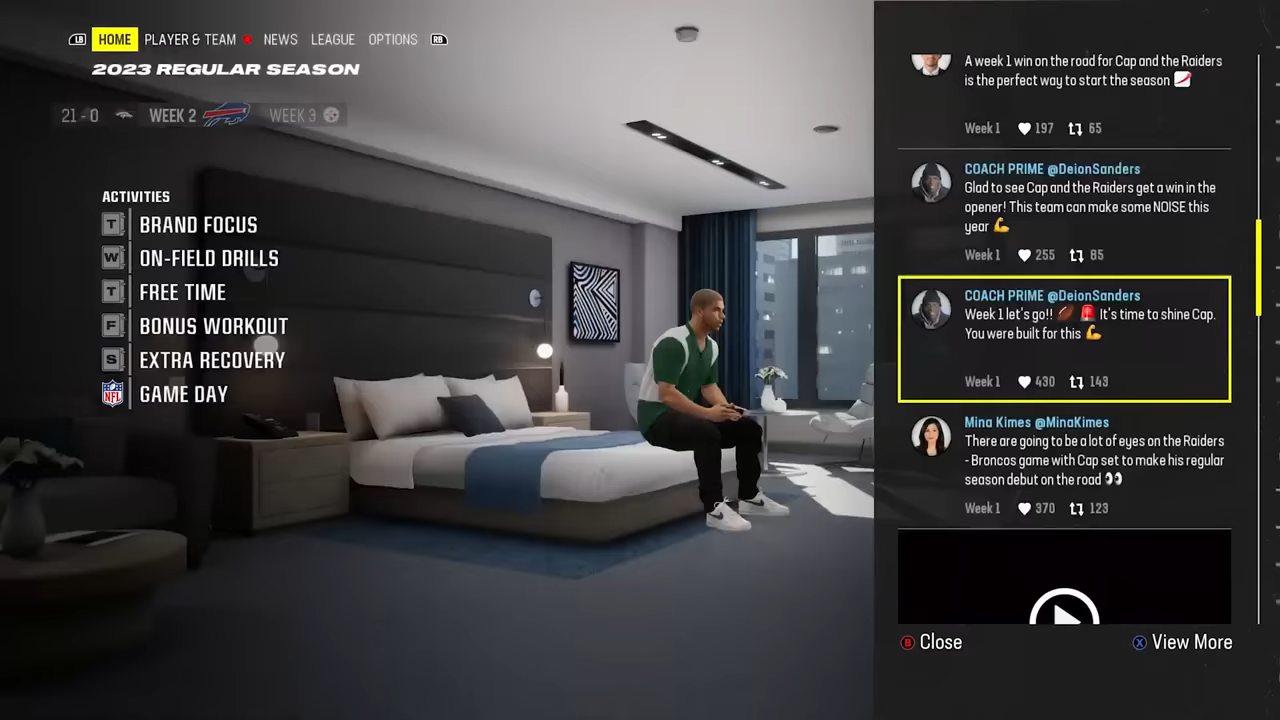 LB HOME PLAYER & TEAM NEWS LEAGUE OPTIONS RB
2023 REGULAR SEASON
21 - 0 WEEK 2 WEEK 3
ACTIVITIES
T BRAND FOCUS
W ON-FIELD DRILLS
T FREE TIME
F BONUS WORKOUT
S EXTRA RECOVERY
NFL GAME DAY
A week 1 win on the road for Cap and the Raiders
is the perfect way to start the season
Week 1 197 65
COACH PRIME @DeionSanders
Glad to see Cap and the Raiders get a win in the
opener! This team can make some NOISE this
year 💪
Week 1 255 85
COACH PRIME @DeionSanders
Week 1 let's go!! 🏈 🚨 It's time to shine Cap.
You were built for this 💪
Week 1 430 143
Mina Kimes @MinaKimes
There are going to be a lot of eyes on the Raiders
- Broncos game with Cap set to make his regular
season debut on the road 👀
Week 1 370 123
B Close X View More